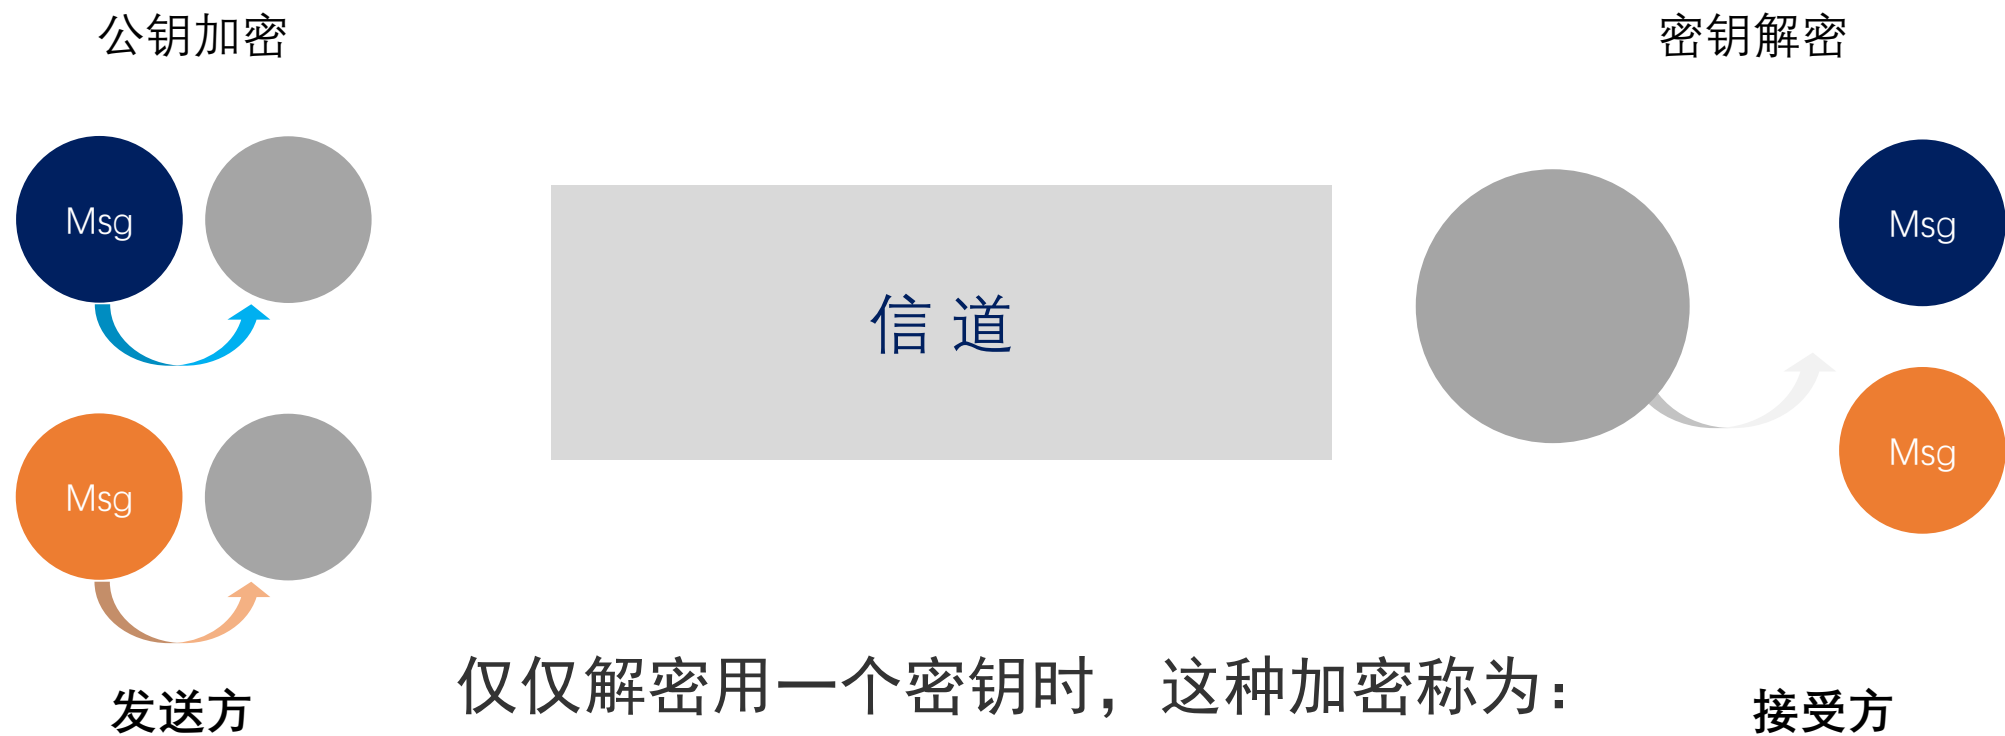 公钥加密
密钥解密
Msg
Msg
信道
Msg
Msg
仅仅解密用一个密钥时，这种加密称为：
发送方
接受方